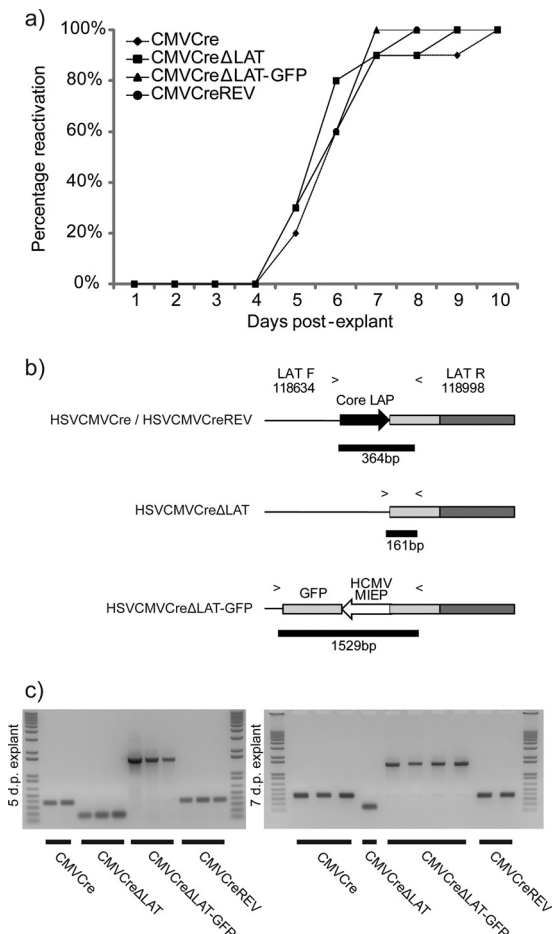 a)
CMVCre
CMVCreΔLAT
CMVCreΔLAT-GFP
CMVCreREV
Percentage reactivation
100%
80%
60%
40%
20%
0%
1 2 3 4 5 6 7 8 9 10
Days post-explant
b)
LAT F
118634
LAT R
118998
> <
Core LAP
HSVCMVCre / HSVCMVCreREV
364bp
> <
HSVCMVCreΔLAT
161bp
> <
GFP
HCMV
MIEP
HSVCMVCreΔLAT-GFP
1529bp
c)
5 d.p. explant
7 d.p. explant
CMVCre
CMVCreΔLAT
CMVCreΔLAT-GFP
CMVCreREV
CMVCre
CMVCreΔLAT
CMVCreΔLAT-GFP
CMVCreREV